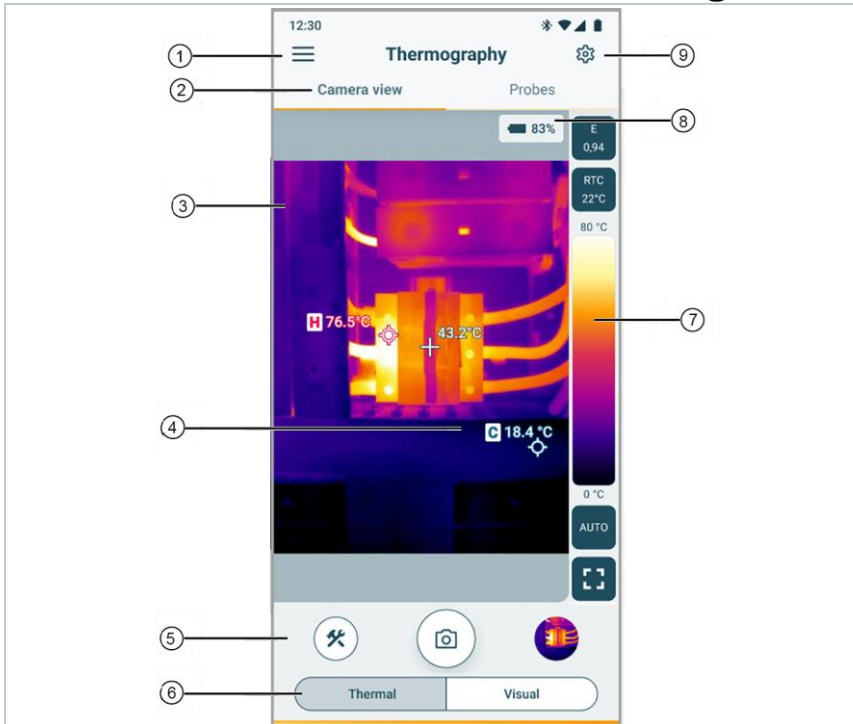 12:30
1
Thermography
9
2
Camera view
Probes
83%
8
E
0,94
3
RTC
22°C
80 °C
H 76.5°C
43.2°C
7
4
C 18.4 °C
0 °C
AUTO
5
6
Thermal
Visual